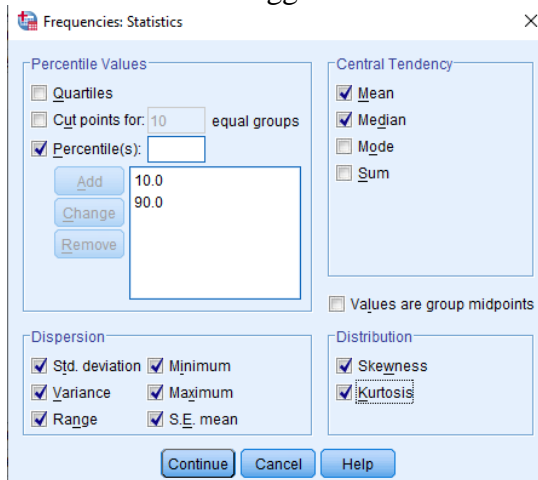 Frequencies: Statistics
Percentile Values
Quartiles
Cut points for: 10 equal groups
Percentile(s):
Add
Change
Remove
10.0
90.0
Central Tendency
Mean
Median
Mode
Sum
Values are group midpoints
Dispersion
Std. deviation Minimum
Variance Maximum
Range S.E. mean
Distribution
Skewness
Kurtosis
Continue Cancel Help